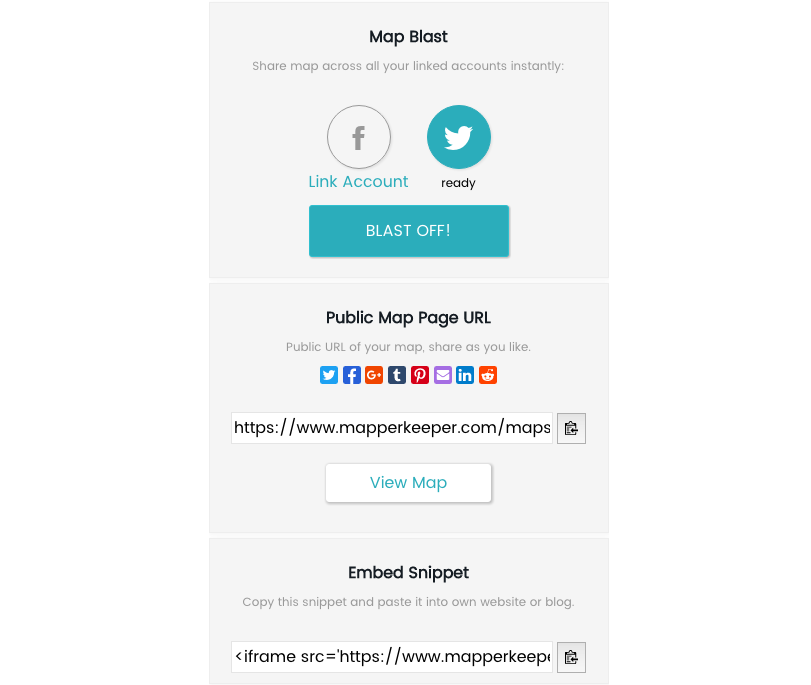 Map Blast
Share map across all your linked accounts instantly:
Link Account
ready
BLAST OFF!
Public Map Page URL
Public URL of your map, share as you like.
https://www.mapperkeeper.com/maps
View Map
Embed Snippet
Copy this snippet and paste it into own website or blog.
<iframe src='https://www.mapperkeepe